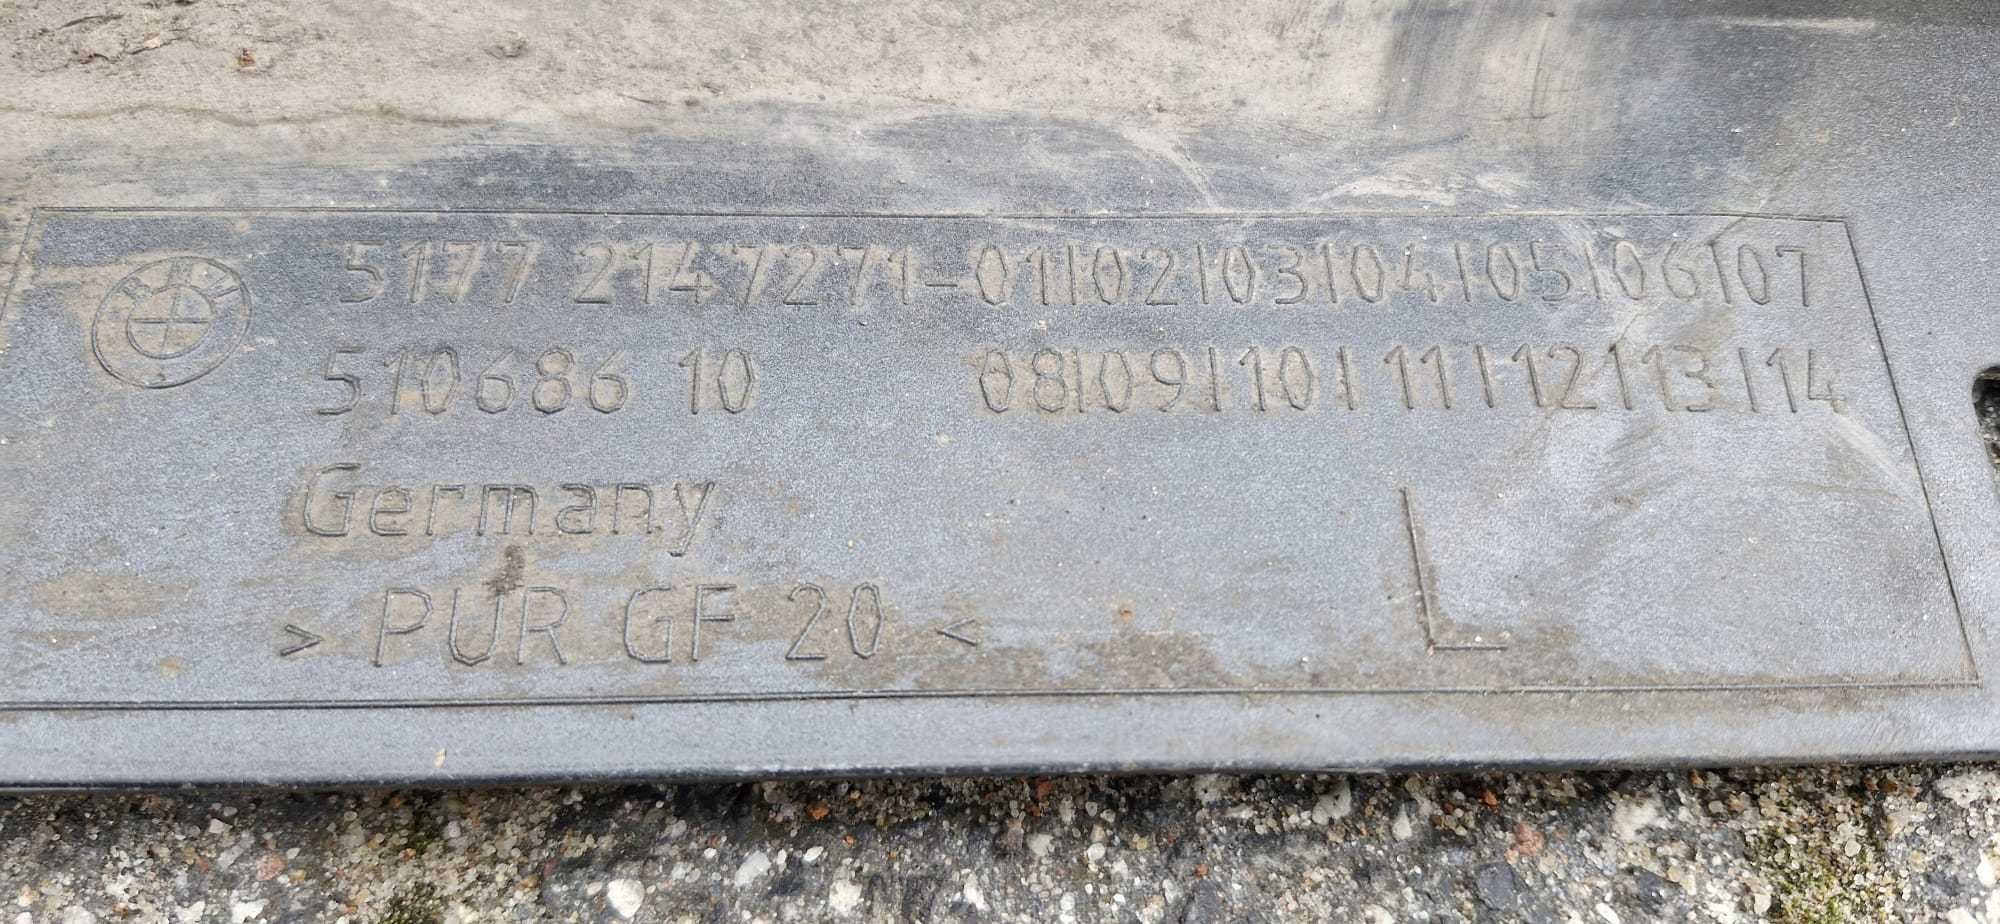 BMW
5177 2147271-01|02|03|04|05|06|07
510686 10 08|09|10|11|12|13|14
Germany
> PUR GF 20 <
L